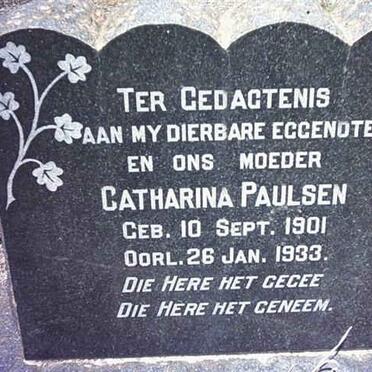 TER GEDAGTENIS
AAN MY DIERBARE EGGENOTE
EN ONS MOEDER
CATHARINA PAULSEN
GEB. 10 SEPT. 1901
OORL. 26 JAN. 1933.
DIE HERE HET GEGEE
DIE HERE HET GENEEM.